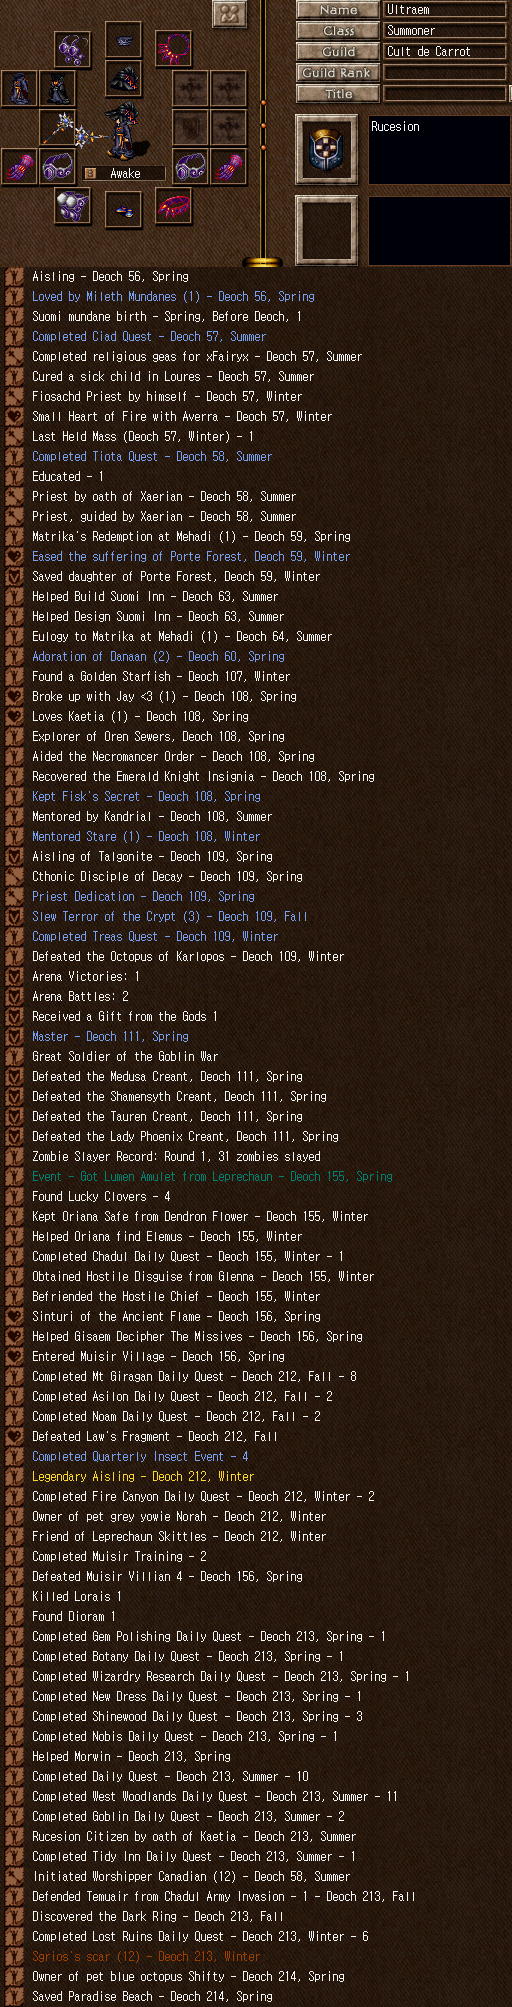 Name Ultraem
Class Summoner
Guild Cult de Carrot
Guild Rank
Title
Rucesion
Awake
Aisling - Deoch 56, Spring
Loved by Mileth Mundanes (1) - Deoch 56, Spring
Suomi mundane birth - Spring, Before Deoch, 1
Completed Ciad Quest - Deoch 57, Summer
Completed religious geas for xFairyx - Deoch 57, Summer
Cured a sick child in Loures - Deoch 57, Summer
Fiosachd Priest by himself - Deoch 57, Winter
Small Heart of Fire with Averra - Deoch 57, Winter
Last Held Mass (Deoch 57, Winter) - 1
Completed Tiota Quest - Deoch 58, Summer
Educated - 1
Priest by oath of Xaerian - Deoch 58, Summer
Priest, guided by Xaerian - Deoch 58, Summer
Matrika's Redemption at Mehadi (1) - Deoch 59, Spring
Eased the suffering of Porte Forest, Deoch 59, Winter
Saved daughter of Porte Forest, Deoch 59, Winter
Helped Build Suomi Inn - Deoch 63, Summer
Helped Design Suomi Inn - Deoch 63, Summer
Eulogy to Matrika at Mehadi (1) - Deoch 64, Summer
Adoration of Danaan (2) - Deoch 60, Spring
Found a Golden Starfish - Deoch 107, Winter
Broke up with Jay <3 (1) - Deoch 108, Spring
Loves Kaetia (1) - Deoch 108, Spring
Explorer of Oren Sewers, Deoch 108, Spring
Aided the Necromancer Order - Deoch 108, Spring
Recovered the Emerald Knight Insignia - Deoch 108, Spring
Kept Fisk's Secret - Deoch 108, Spring
Mentored by Kandrial - Deoch 108, Summer
Mentored Stare (1) - Deoch 108, Winter
Aisling of Talgonite - Deoch 109, Spring
Cthonic Disciple of Decay - Deoch 109, Spring
Priest Dedication - Deoch 109, Spring
Slew Terror of the Crypt (3) - Deoch 109, Fall
Completed Treas Quest - Deoch 109, Winter
Defeated the Octopus of Karlopos - Deoch 109, Winter
Arena Victories: 1
Arena Battles: 2
Received a Gift from the Gods 1
Master - Deoch 111, Spring
Great Soldier of the Goblin War
Defeated the Medusa Creant, Deoch 111, Spring
Defeated the Shamensyth Creant, Deoch 111, Spring
Defeated the Tauren Creant, Deoch 111, Spring
Defeated the Lady Phoenix Creant, Deoch 111, Spring
Zombie Slayer Record: Round 1, 31 zombies slayed
Event - Got Lumen Amulet from Leprechaun - Deoch 155, Spring
Found Lucky Clovers - 4
Kept Oriana Safe from Dendron Flower - Deoch 155, Winter
Helped Oriana find Elemus - Deoch 155, Winter
Completed Chadul Daily Quest - Deoch 155, Winter - 1
Obtained Hostile Disguise from Glenna - Deoch 155, Winter
Befriended the Hostile Chief - Deoch 155, Winter
Sinturi of the Ancient Flame - Deoch 156, Spring
Helped Gisaem Decipher The Missives - Deoch 156, Spring
Entered Muisir Village - Deoch 156, Spring
Completed Mt Giragan Daily Quest - Deoch 212, Fall - 8
Completed Asilon Daily Quest - Deoch 212, Fall - 2
Completed Noam Daily Quest - Deoch 212, Fall - 2
Defeated Law's Fragment - Deoch 212, Fall
Completed Quarterly Insect Event - 4
Legendary Aisling - Deoch 212, Winter
Completed Fire Canyon Daily Quest - Deoch 212, Winter - 2
Owner of pet grey yowie Norah - Deoch 212, Winter
Friend of Leprechaun Skittles - Deoch 212, Winter
Completed Muisir Training - 2
Defeated Muisir Villian 4 - Deoch 156, Spring
Killed Lorais 1
Found Dioram 1
Completed Gem Polishing Daily Quest - Deoch 213, Spring - 1
Completed Botany Daily Quest - Deoch 213, Spring - 1
Completed Wizardry Research Daily Quest - Deoch 213, Spring - 1
Completed New Dress Daily Quest - Deoch 213, Spring - 1
Completed Shinewood Daily Quest - Deoch 213, Spring - 3
Completed Nobis Daily Quest - Deoch 213, Spring - 1
Helped Morwin - Deoch 213, Spring
Completed Daily Quest - Deoch 213, Summer - 10
Completed West Woodlands Daily Quest - Deoch 213, Summer - 11
Completed Goblin Daily Quest - Deoch 213, Summer - 2
Rucesion Citizen by oath of Kaetia - Deoch 213, Summer
Completed Tidy Inn Daily Quest - Deoch 213, Summer - 1
Initiated Worshipper Canadian (12) - Deoch 58, Summer
Defended Temuair from Chadul Army Invasion - 1 - Deoch 213, Fall
Discovered the Dark Ring - Deoch 213, Fall
Completed Lost Ruins Daily Quest - Deoch 213, Winter - 6
Sgrios's scar (12) - Deoch 213, Winter
Owner of pet blue octopus Shifty - Deoch 214, Spring
Saved Paradise Beach - Deoch 214, Spring